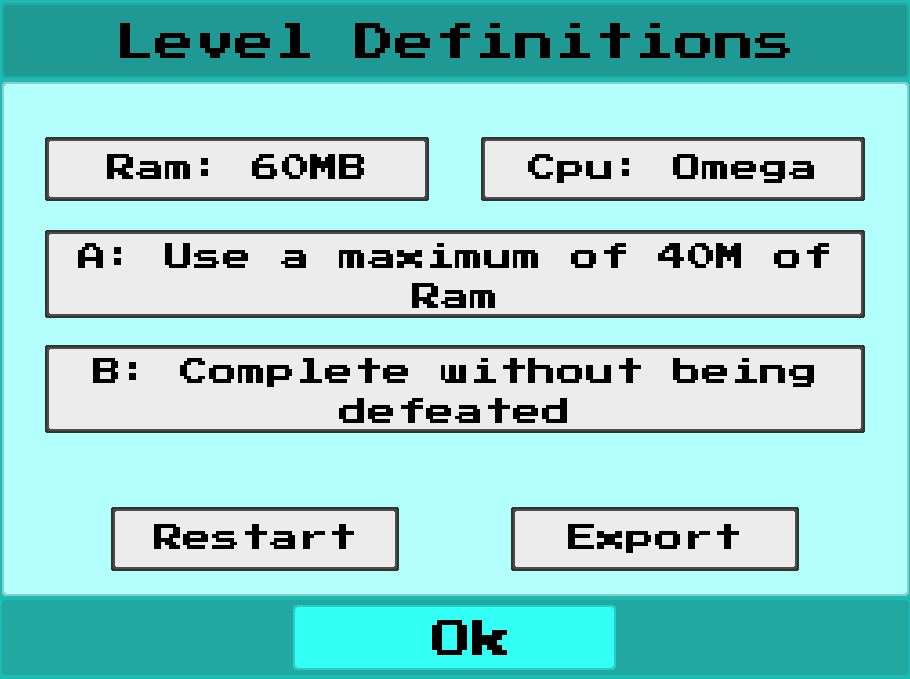 Level Definitions
Ram: 60MB
Cpu: Omega
A: Use a maximum of 40M of
Ram
B: Complete without being
defeated
Restart
Export
Ok